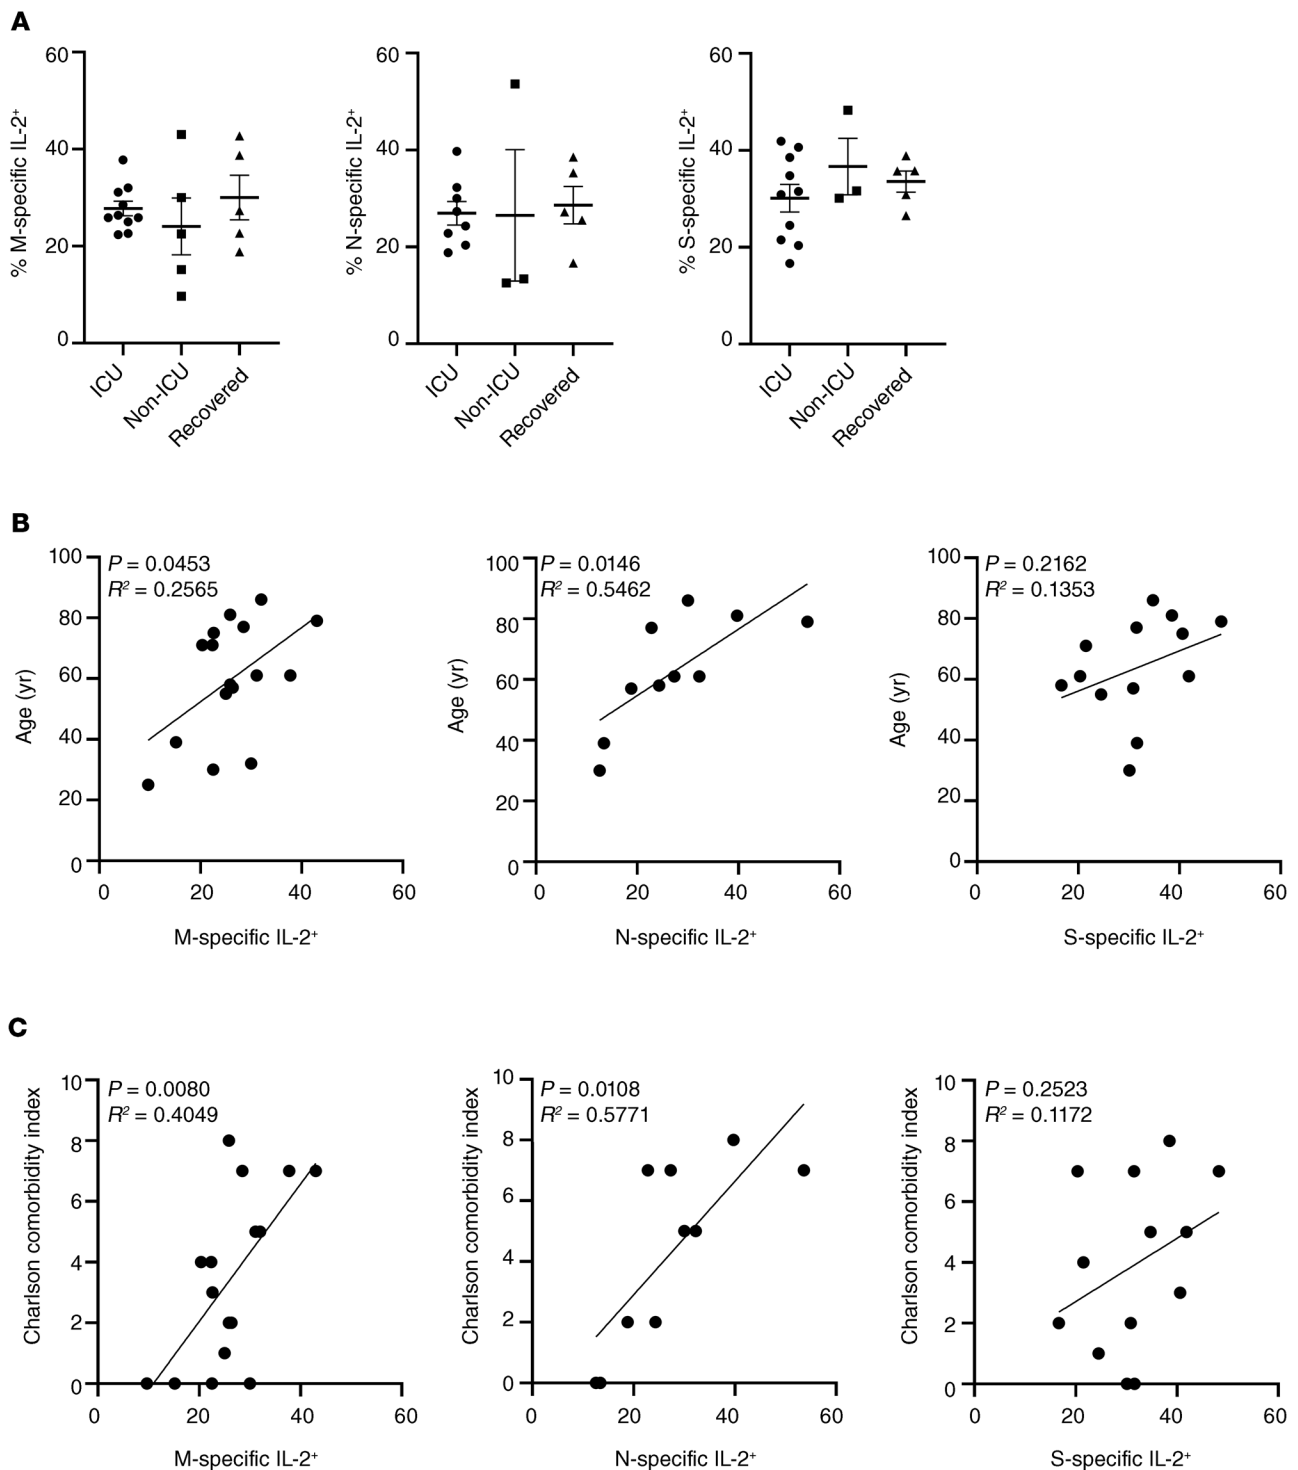 A
% M-specific IL-2+
60
40
20
0
ICU
Non-ICU
Recovered
% N-specific IL-2+
60
40
20
0
ICU
Non-ICU
Recovered
% S-specific IL-2+
60
40
20
0
ICU
Non-ICU
Recovered
B
P = 0.0453
R² = 0.2565
Age (yr)
100
80
60
40
20
0
0 20 40 60
M-specific IL-2+
P = 0.0146
R² = 0.5462
Age (yr)
100
80
60
40
20
0
0 20 40 60
N-specific IL-2+
P = 0.2162
R² = 0.1353
Age (yr)
100
80
60
40
20
0
0 20 40 60
S-specific IL-2+
C
P = 0.0080
R² = 0.4049
Charlson comorbidity index
10
8
6
4
2
0
0 20 40 60
M-specific IL-2+
P = 0.0108
R² = 0.5771
Charlson comorbidity index
10
8
6
4
2
0
0 20 40 60
N-specific IL-2+
P = 0.2523
R² = 0.1172
Charlson comorbidity index
10
8
6
4
2
0
0 20 40 60
S-specific IL-2+